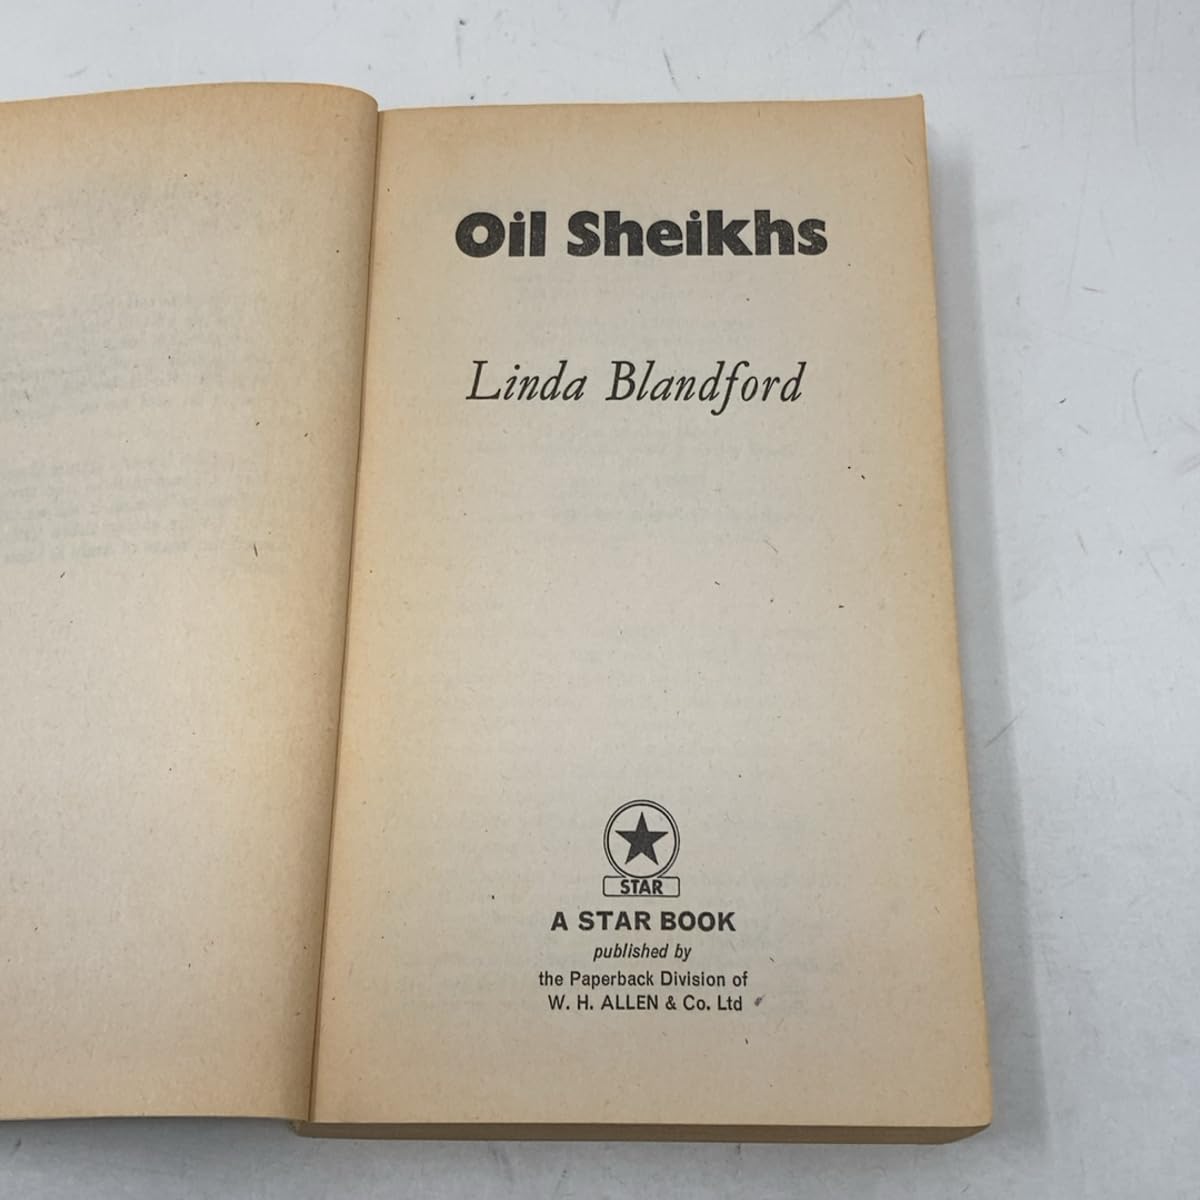 Oil Sheikhs
Linda Blandford
STAR
A STAR BOOK
published by
the Paperback Division of
W. H. ALLEN & Co. Ltd